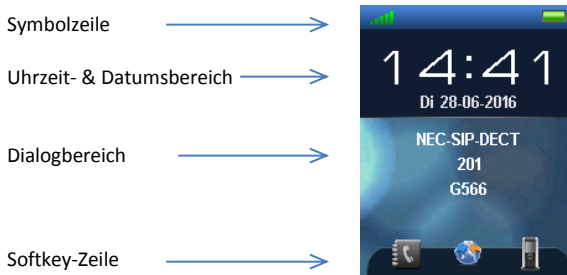 Symbolzeile
14:41
Uhrzeit- & Datumsbereich
Di 28-06-2016
NEC-SIP-DECT
Dialogbereich
201
G566
Softkey-Zeile